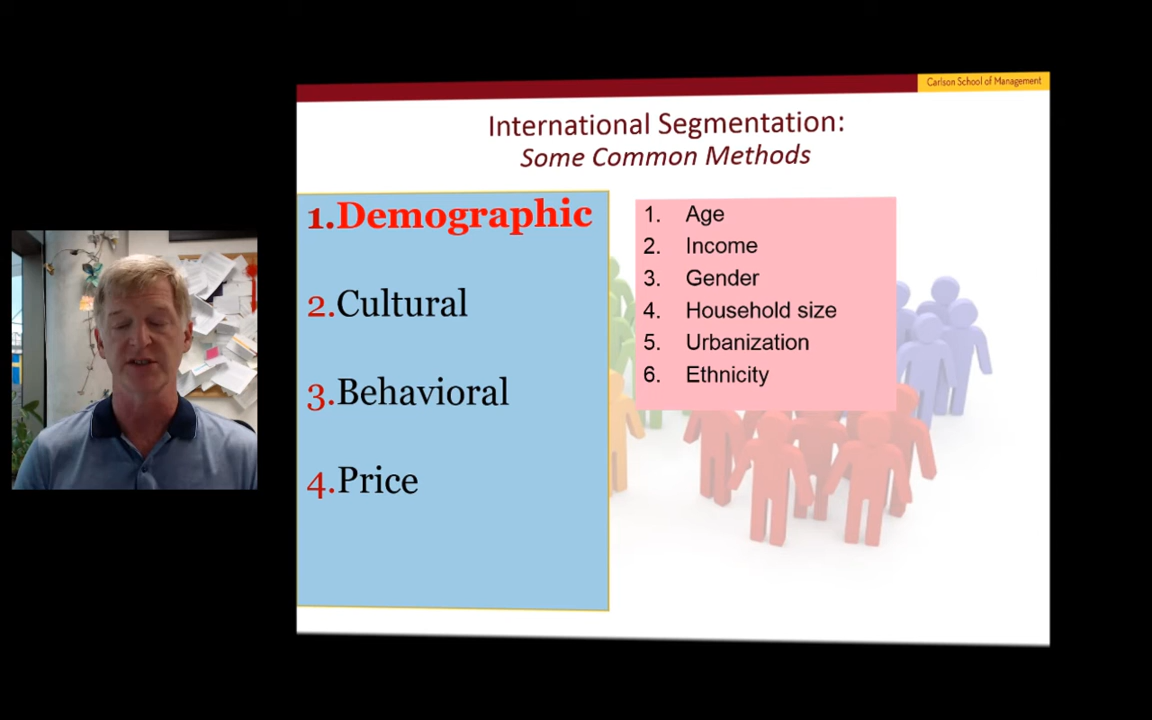 Carlson School of Management
International Segmentation:
Some Common Methods
1.Demographic
2.Cultural
3.Behavioral
4.Price
1. Age
2. Income
3. Gender
4. Household size
5. Urbanization
6. Ethnicity